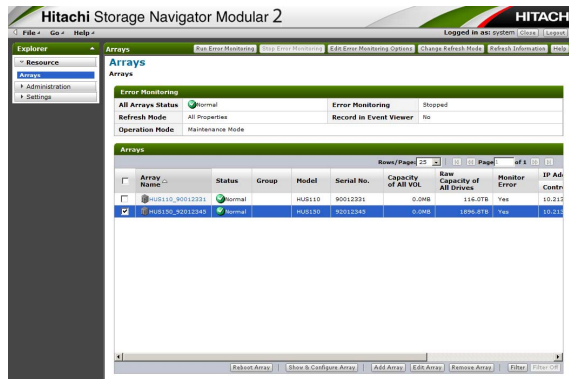 Hitachi Storage Navigator Modular 2
HITACH
File Go Help
Logged in as: system Close Logout
Explorer
Arrays
Run Error Monitoring Stop Error Monitoring Edit Error Monitoring Options Change Refresh Mode Refresh Information Help
Resource
Arrays
Administration
Settings
Arrays
Arrays
Error Monitoring
All Arrays Status Normal Error Monitoring Stopped
Refresh Mode All Properties Record in Event Viewer No
Operation Mode Maintenance Mode
Arrays
Rows/Page: 25 Page 1 of 1
Array Name Status Group Model Serial No. Capacity of All VOL Raw Capacity of All Drives Monitor Error IP Ad
Contr
HUS110_90012331 Normal HUS110 90012331 0.0MB 116.0TB Yes 10.213
HUS150_92012345 Normal HUS150 92012345 0.0MB 1896.8TB Yes 10.213
Reboot Array Show & Configure Array Add Array Edit Array Remove Array Filter Filter Off